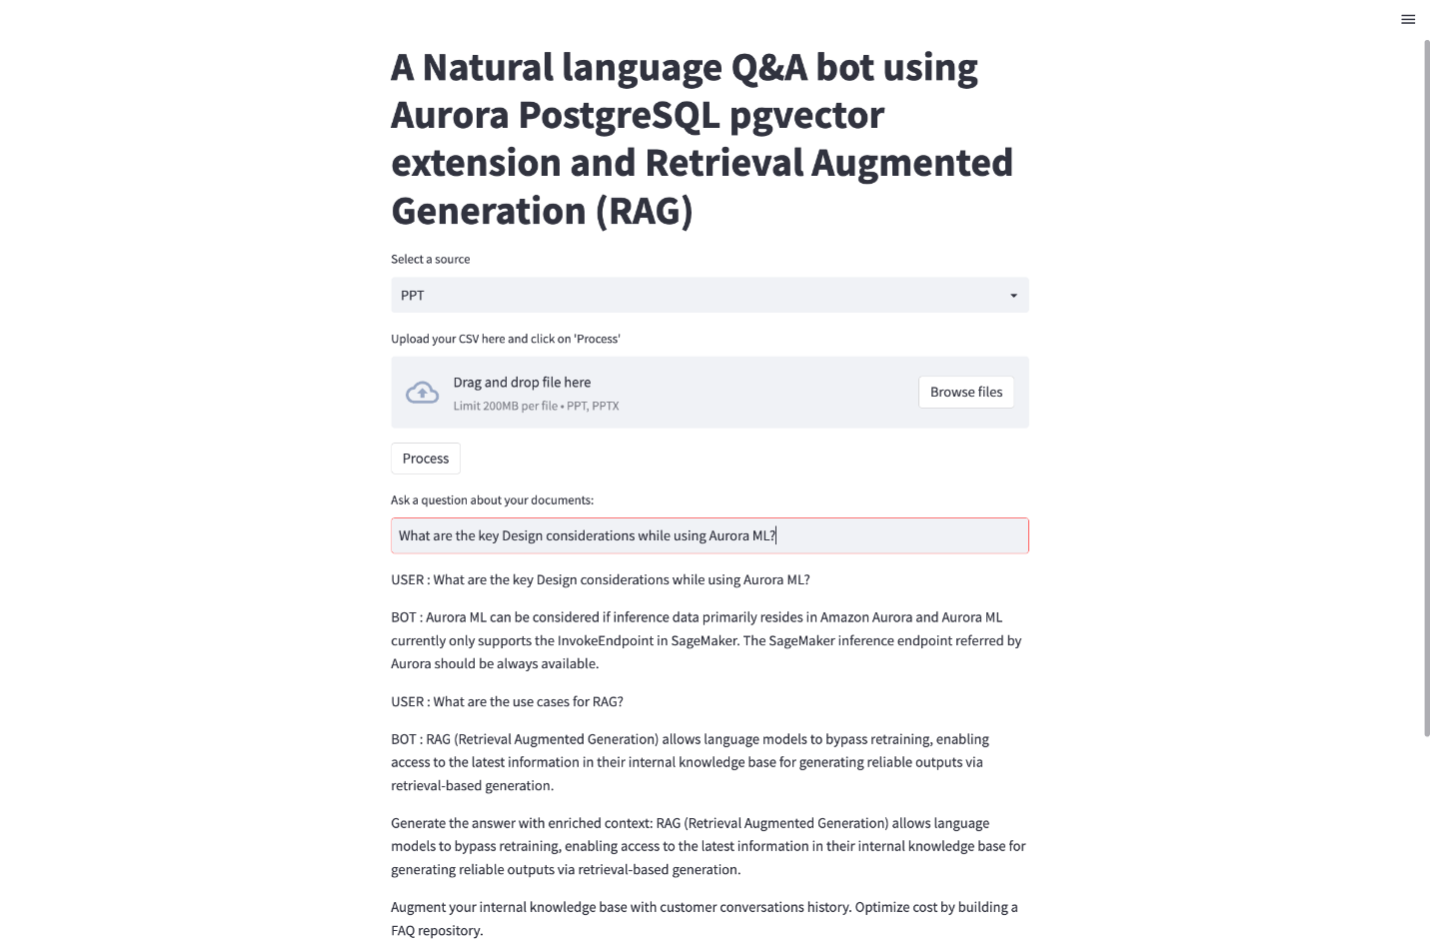 A Natural language Q&A bot using
Aurora PostgreSQL pgvector
extension and Retrieval Augmented
Generation (RAG)
Select a source
PPT
Upload your CSV here and click on 'Process'
Drag and drop file here
Limit 200MB per file • PPT, PPTX
Browse files
Process
Ask a question about your documents:
What are the key Design considerations while using Aurora ML?
USER : What are the key Design considerations while using Aurora ML?
BOT : Aurora ML can be considered if inference data primarily resides in Amazon Aurora and Aurora ML
currently only supports the InvokeEndpoint in SageMaker. The SageMaker inference endpoint referred by
Aurora should be always available.
USER : What are the use cases for RAG?
BOT : RAG (Retrieval Augmented Generation) allows language models to bypass retraining, enabling
access to the latest information in their internal knowledge base for generating reliable outputs via
retrieval-based generation.
Generate the answer with enriched context: RAG (Retrieval Augmented Generation) allows language
models to bypass retraining, enabling access to the latest information in their internal knowledge base for
generating reliable outputs via retrieval-based generation.
Augment your internal knowledge base with customer conversations history. Optimize cost by building a
FAQ repository.